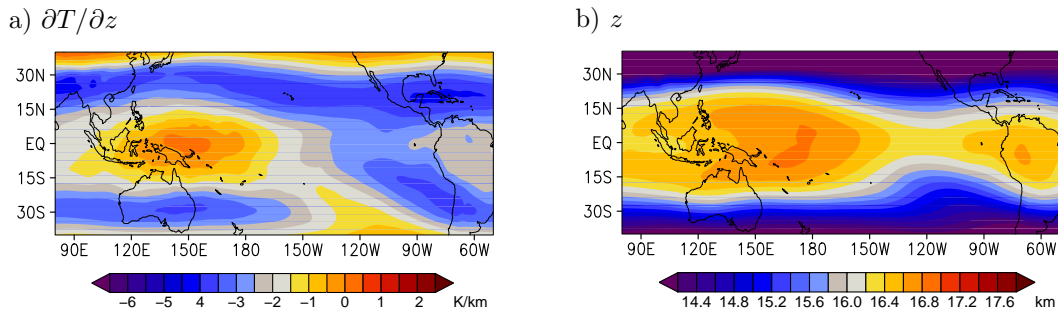 a) ∂T/∂z
b) z
30N
15N
EQ
15S
30S
90E 120E 150E 180 150W 120W 90W 60W
−6 −5 4 −3 −2 −1 0 1 2 K/km
30N
15N
EQ
15S
30S
90E 120E 150E 180 150W 120W 90W 60W
14.4 14.8 15.2 15.6 16.0 16.4 16.8 17.2 17.6 km